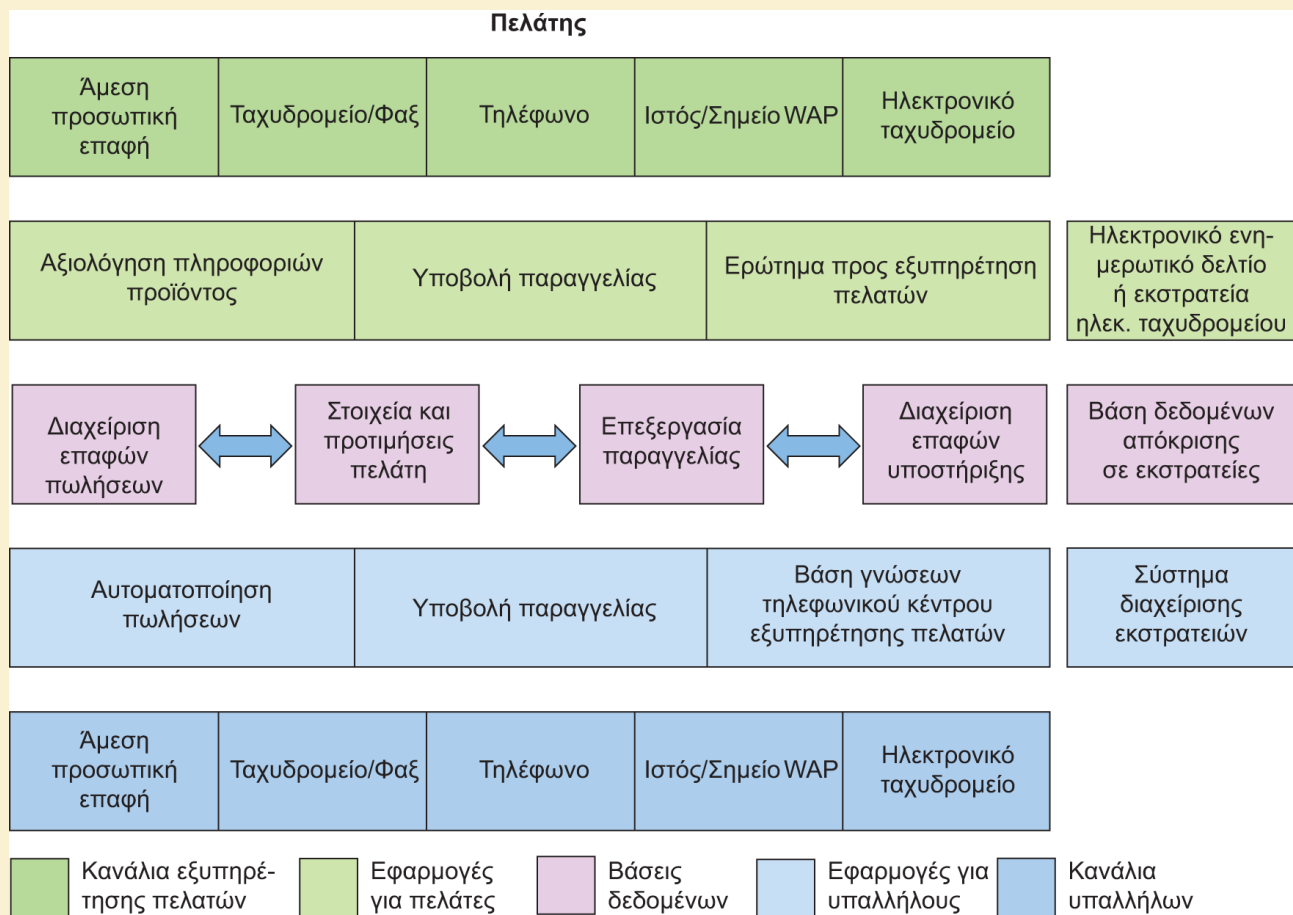 Πελάτης
Άμεση
προσωπική
επαφή
Ταχυδρομείο/Φαξ
Τηλέφωνο
Ιστός/Σημείο WAP
Ηλεκτρονικό
ταχυδρομείο
Αξιολόγηση πληροφοριών
προϊόντος
Υποβολή παραγγελίας
Ερώτημα προς εξυπηρέτηση
πελατών
Ηλεκτρονικό ενη-
μερωτικό δελτίο
ή εκστρατεία
ηλεκ. ταχυδρομείου
Διαχείριση
επαφών
πωλήσεων
Στοιχεία και
προτιμήσεις
πελάτη
Επεξεργασία
παραγγελίας
Διαχείριση
επαφών
υποστήριξης
Βάση δεδομένων
απόκρισης
σε εκστρατείες
Αυτοματοποίηση
πωλήσεων
Υποβολή παραγγελίας
Βάση γνώσεων
τηλεφωνικού κέντρου
εξυπηρέτησης πελατών
Σύστημα
διαχείρισης
εκστρατειών
Άμεση
προσωπική
επαφή
Ταχυδρομείο/Φαξ
Τηλέφωνο
Ιστός/Σημείο WAP
Ηλεκτρονικό
ταχυδρομείο
Κανάλια εξυπηρέ-
τησης πελατών
Εφαρμογές
για πελάτες
Βάσεις
δεδομένων
Εφαρμογές για
υπαλλήλους
Κανάλια
υπαλλήλων